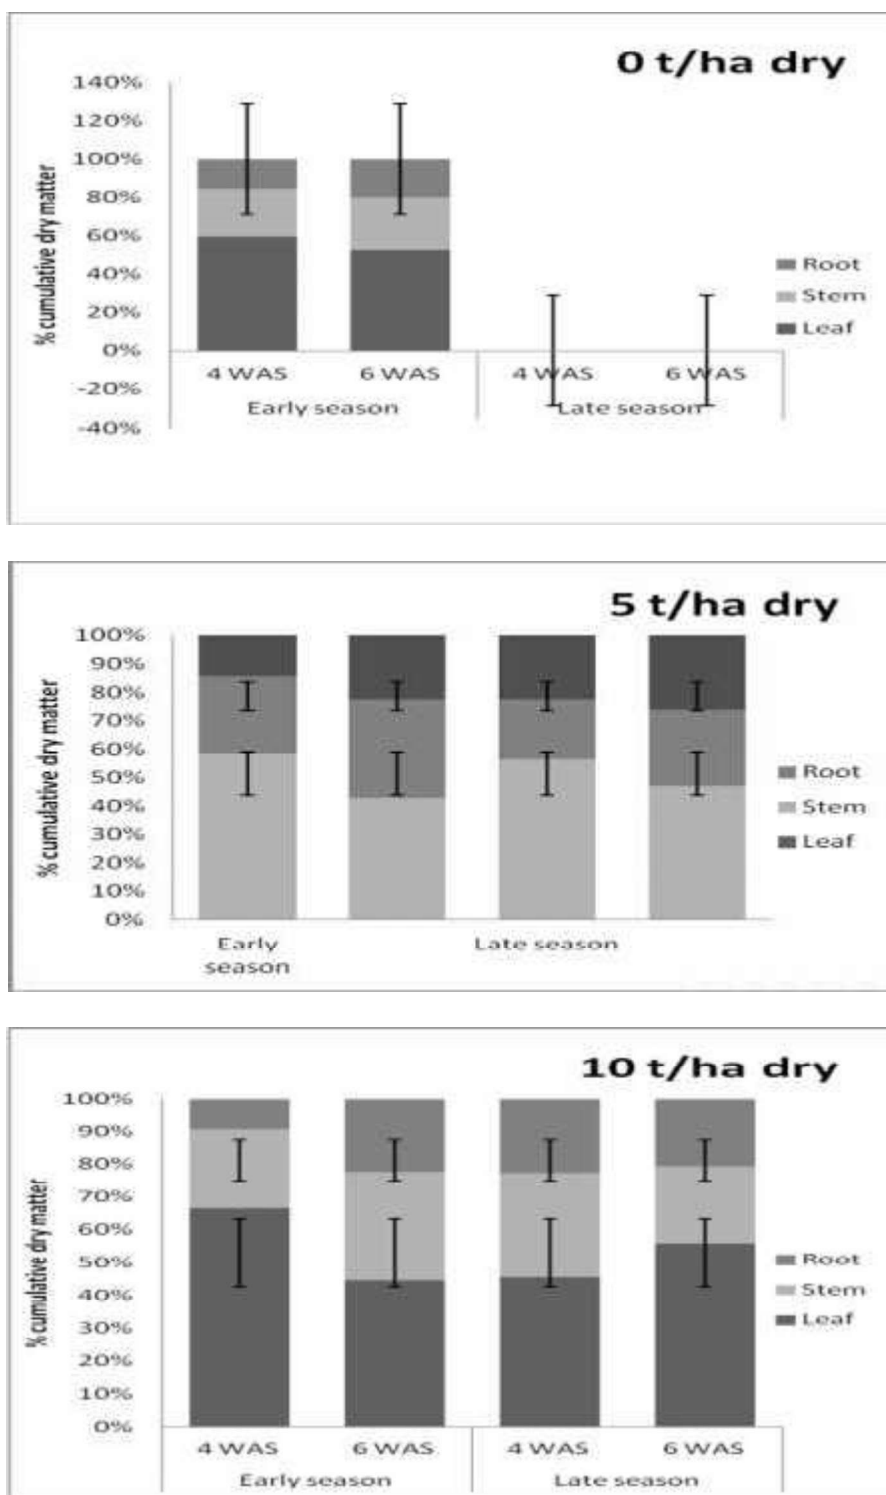 0 t/ha dry
140%
120%
100%
80%
60%
40%
20%
0%
-20%
-40%
% cumulative dry matter
4 WAS
6 WAS
4 WAS
6 WAS
Early season
Late season
Root
Stem
Leaf
5 t/ha dry
100%
90%
80%
70%
60%
50%
40%
30%
20%
10%
0%
% cumulative dry matter
Early
season
Late season
Root
Stem
Leaf
10 t/ha dry
100%
90%
80%
70%
60%
50%
40%
30%
20%
10%
0%
% cumulative dry matter
4 WAS
6 WAS
4 WAS
6 WAS
Early season
Late season
Root
Stem
Leaf